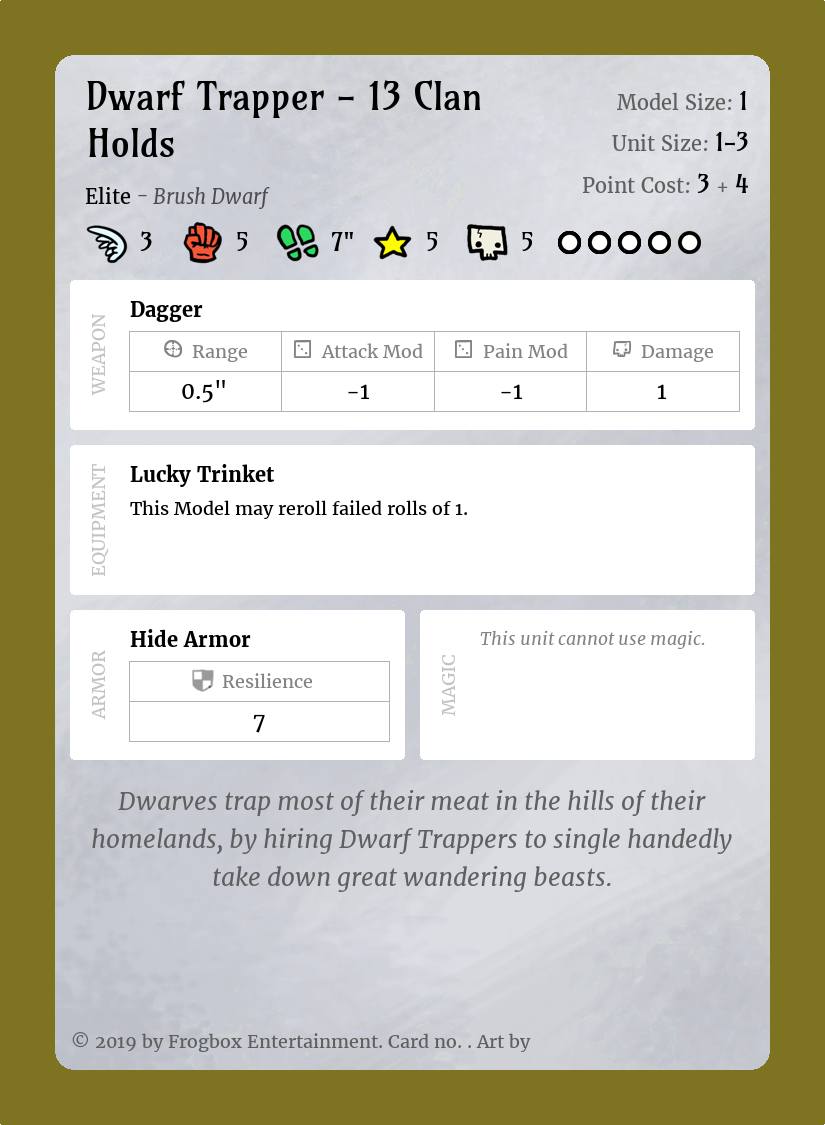 Dwarf Trapper – 13 Clan
Holds
Model Size: 1
Unit Size: 1–3
Point Cost: 3 + 4
Elite – Brush Dwarf
3 5 7" 5 5
WEAPON
Dagger
Range Attack Mod Pain Mod Damage
0.5" -1 -1 1
EQUIPMENT
Lucky Trinket
This Model may reroll failed rolls of 1.
ARMOR
Hide Armor
Resilience
7
MAGIC
This unit cannot use magic.
Dwarves trap most of their meat in the hills of their
homelands, by hiring Dwarf Trappers to single handedly
take down great wandering beasts.
© 2019 by Frogbox Entertainment. Card no. . Art by